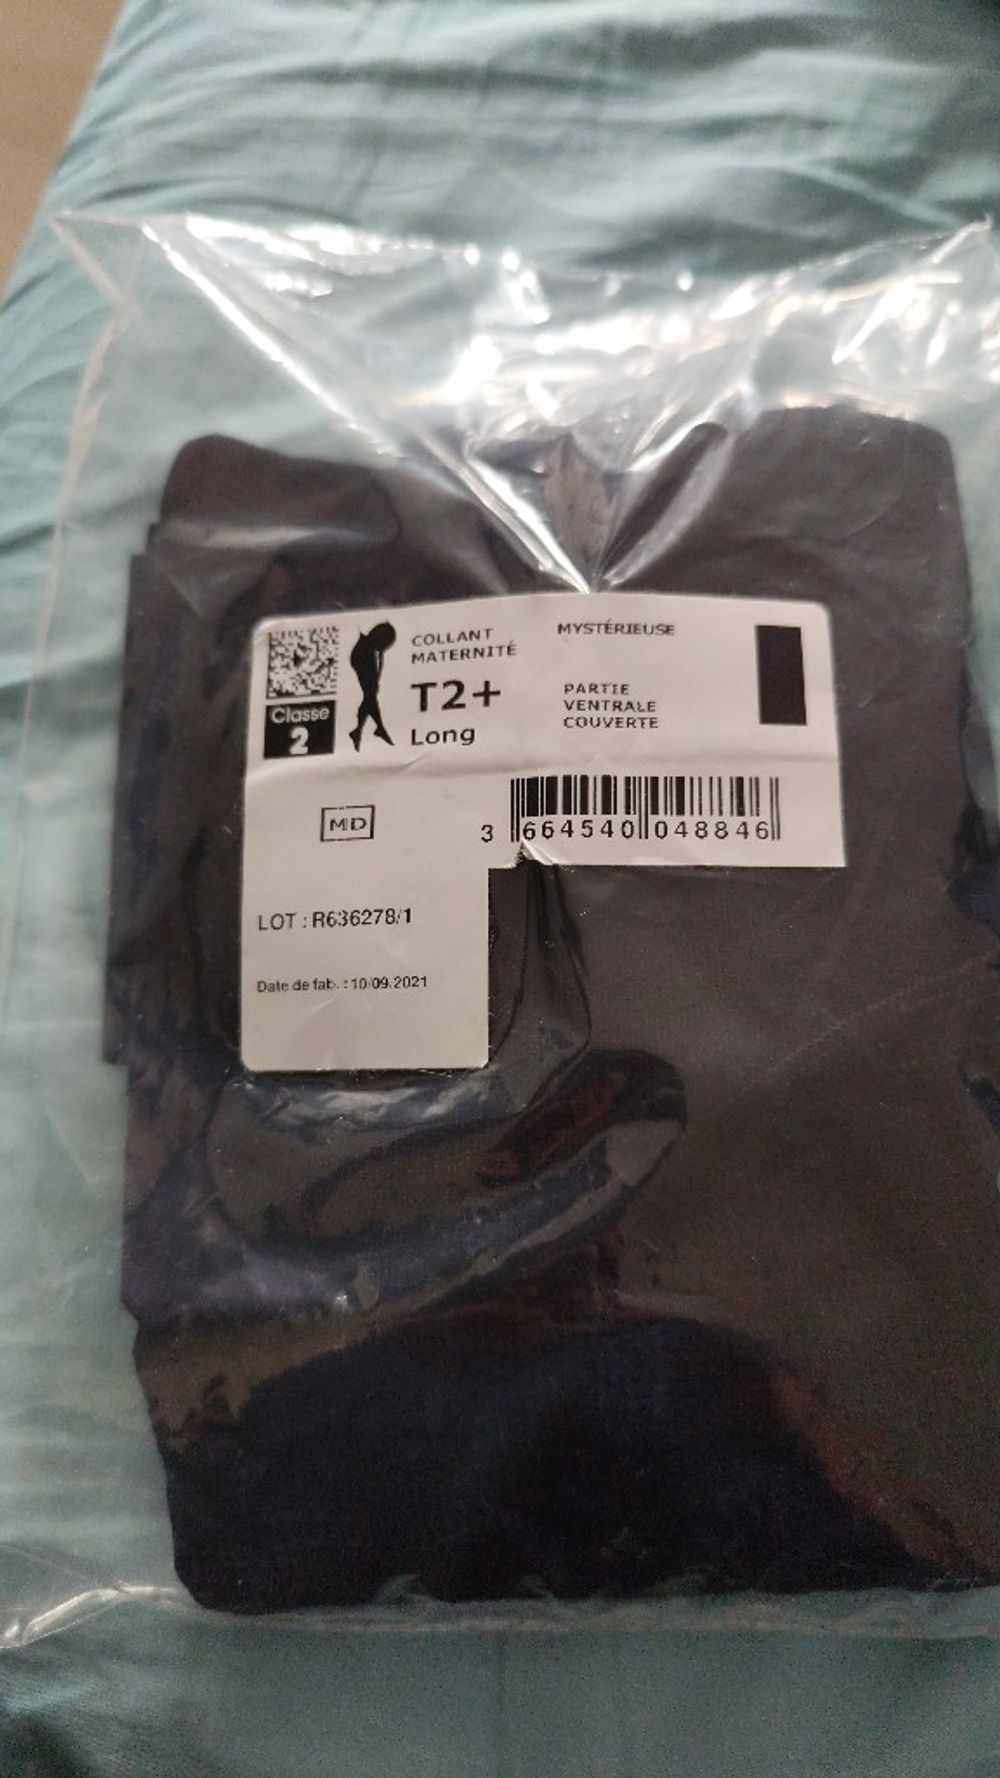 COLLANT
MATERNITÉ
T2+
Long
MYSTÉRIEUSE
PARTIE
VENTRALE
COUVERTE
Classe
2
MD
3 664540 048846
LOT : R636278/1
Date de fab. : 10/09/2021